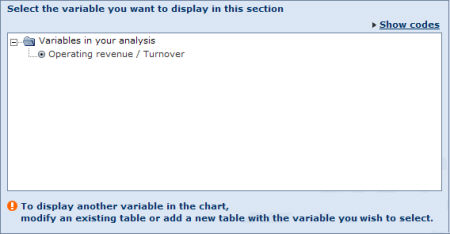 Select the variable you want to display in this section
Show codes
Variables in your analysis
Operating revenue / Turnover
To display another variable in the chart,
modify an existing table or add a new table with the variable you wish to select.